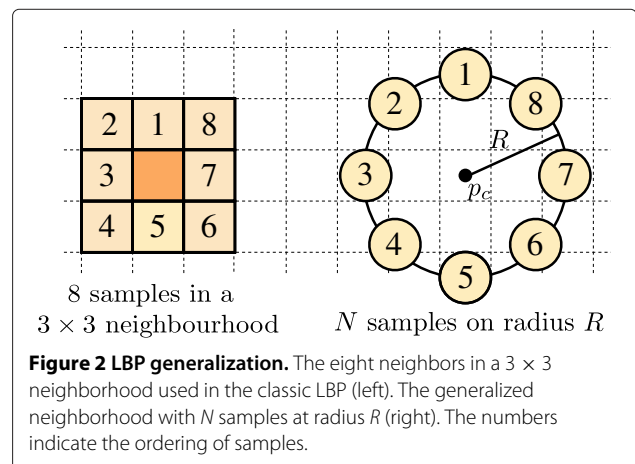 2 1 8
3 7
4 5 6
8 samples in a
3 × 3 neighbourhood
1
2
8
R
3
7
p_c
4
6
5
N samples on radius R
Figure 2 LBP generalization. The eight neighbors in a 3 × 3
neighborhood used in the classic LBP (left). The generalized
neighborhood with N samples at radius R (right). The numbers
indicate the ordering of samples.